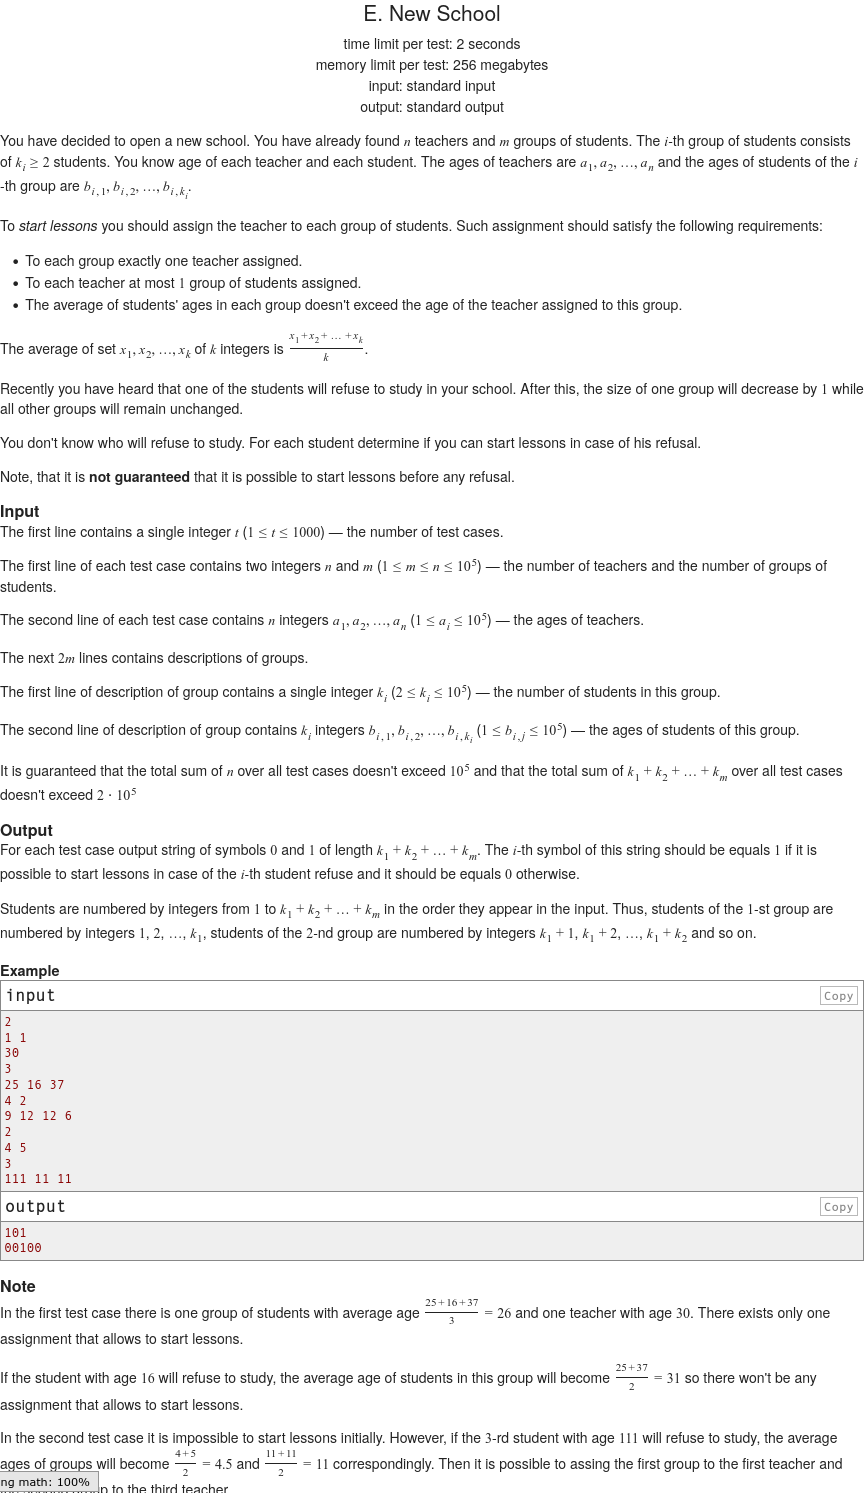 E. New School
time limit per test: 2 seconds
memory limit per test: 256 megabytes
input: standard input
output: standard output
You have decided to open a new school. You have already found n teachers and m groups of students. The i-th group of students consists
of k_i ≥ 2 students. You know age of each teacher and each student. The ages of teachers are a_1, a_2, …, a_n and the ages of students of the i
-th group are b_{i,1}, b_{i,2}, …, b_{i,k_i}.
To start lessons you should assign the teacher to each group of students. Such assignment should satisfy the following requirements:
• To each group exactly one teacher assigned.
• To each teacher at most 1 group of students assigned.
• The average of students' ages in each group doesn't exceed the age of the teacher assigned to this group.
The average of set x_1, x_2, …, x_k of k integers is (x_1+x_2+ … +x_k)/k.
Recently you have heard that one of the students will refuse to study in your school. After this, the size of one group will decrease by 1 while
all other groups will remain unchanged.
You don't know who will refuse to study. For each student determine if you can start lessons in case of his refusal.
Note, that it is not guaranteed that it is possible to start lessons before any refusal.
Input
The first line contains a single integer t (1 ≤ t ≤ 1000) — the number of test cases.
The first line of each test case contains two integers n and m (1 ≤ m ≤ n ≤ 10^5) — the number of teachers and the number of groups of
students.
The second line of each test case contains n integers a_1, a_2, …, a_n (1 ≤ a_i ≤ 10^5) — the ages of teachers.
The next 2m lines contains descriptions of groups.
The first line of description of group contains a single integer k_i (2 ≤ k_i ≤ 10^5) — the number of students in this group.
The second line of description of group contains k_i integers b_{i,1}, b_{i,2}, …, b_{i,k_i} (1 ≤ b_{i,j} ≤ 10^5) — the ages of students of this group.
It is guaranteed that the total sum of n over all test cases doesn't exceed 10^5 and that the total sum of k_1 + k_2 + … + k_m over all test cases
doesn't exceed 2 · 10^5
Output
For each test case output string of symbols 0 and 1 of length k_1 + k_2 + … + k_m. The i-th symbol of this string should be equals 1 if it is
possible to start lessons in case of the i-th student refuse and it should be equals 0 otherwise.
Students are numbered by integers from 1 to k_1 + k_2 + … + k_m in the order they appear in the input. Thus, students of the 1-st group are
numbered by integers 1, 2, …, k_1, students of the 2-nd group are numbered by integers k_1 + 1, k_1 + 2, …, k_1 + k_2 and so on.
Example
input Copy
2
1 1
30
3
25 16 37
4 2
9 12 12 6
2
4 5
3
111 11 11
output Copy
101
00100
Note
In the first test case there is one group of students with average age (25+16+37)/3 = 26 and one teacher with age 30. There exists only one
assignment that allows to start lessons.
If the student with age 16 will refuse to study, the average age of students in this group will become (25+37)/2 = 31 so there won't be any
assignment that allows to start lessons.
In the second test case it is impossible to start lessons initially. However, if the 3-rd student with age 111 will refuse to study, the average
ages of groups will become (4+5)/2 = 4.5 and (11+11)/2 = 11 correspondingly. Then it is possible to assing the first group to the first teacher and
ng math: 100%
to the third teacher.